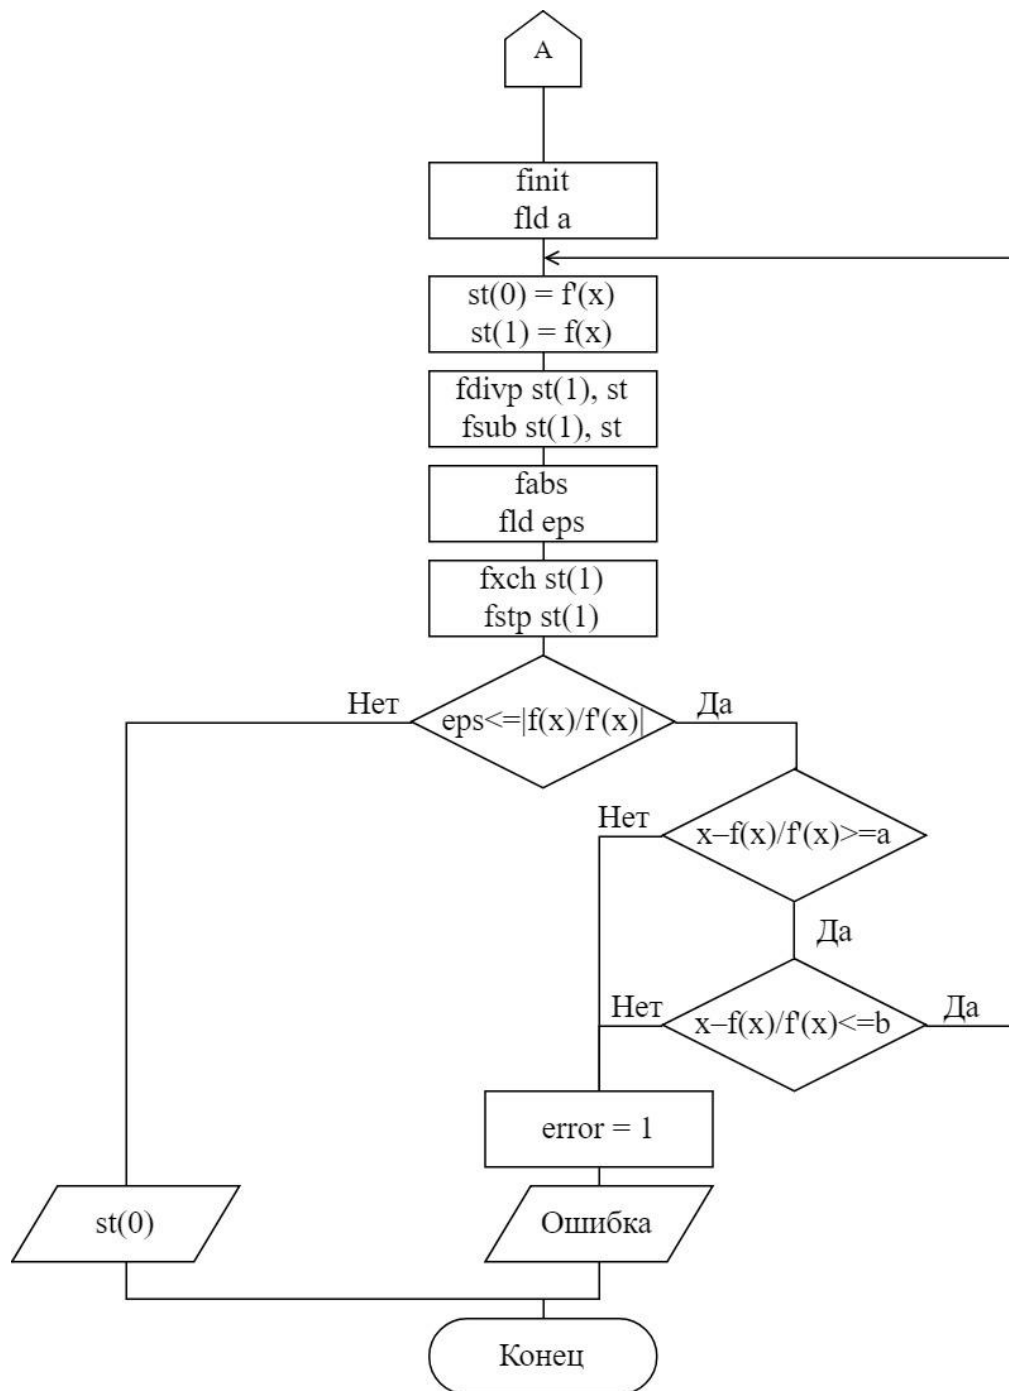 A
finit
fld a
st(0) = f'(x)
st(1) = f(x)
fdivp st(1), st
fsub st(1), st
fabs
fld eps
fxch st(1)
fstp st(1)
Нет
eps<=|f(x)/f'(x)|
Да
Нет
x–f(x)/f'(x)>=a
Да
Нет
x–f(x)/f'(x)<=b
Да
error = 1
st(0)
Ошибка
Конец